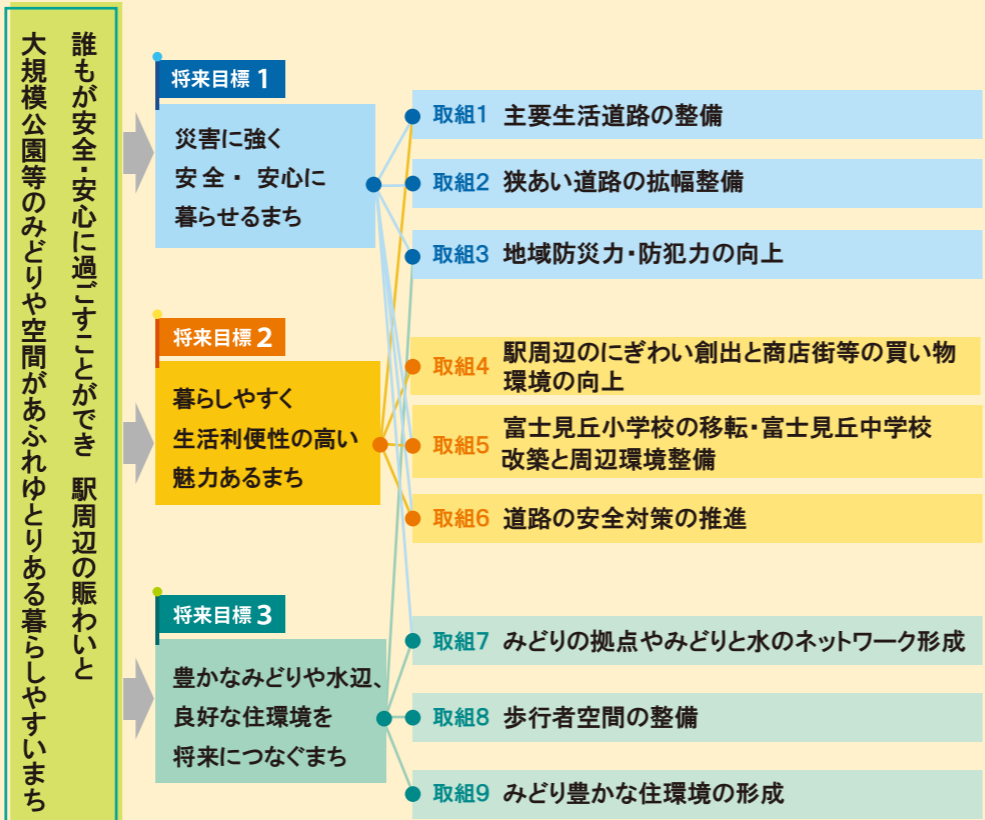 誰もが安全・安心に過ごすことができ 駅周辺の賑わいと
大規模公園等のみどりや空間があふれゆとりある暮らしやすいまち
将来目標1
災害に強く
安全・ 安心に
暮らせるまち
取組1 主要生活道路の整備
取組2 狭あい道路の拡幅整備
取組3 地域防災力・防犯力の向上
将来目標2
暮らしやすく
生活利便性の高い
魅力あるまち
取組4 駅周辺のにぎわい創出と商店街等の買い物
環境の向上
取組5 富士見丘小学校の移転・富士見丘中学校
改築と周辺環境整備
取組6 道路の安全対策の推進
将来目標3
豊かなみどりや水辺、
良好な住環境を
将来につなぐまち
取組7 みどりの拠点やみどりと水のネットワーク形成
取組8 歩行者空間の整備
取組9 みどり豊かな住環境の形成